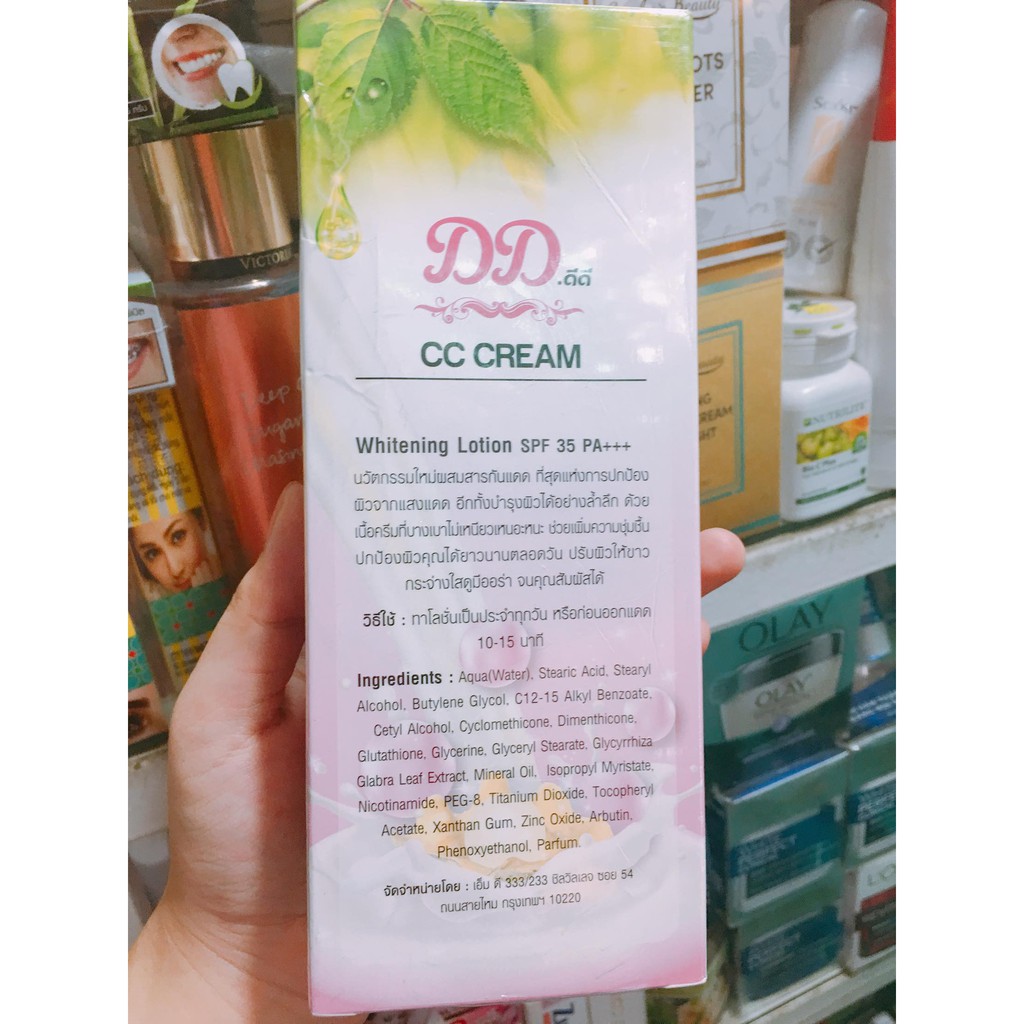 DD.ดีดี
CC CREAM
Whitening Lotion SPF 35 PA+++
นวัตกรรมใหม่ผสมสารกันแดด ที่สุดแห่งการปกป้อง
ผิวจากแสงแดด อีกทั้งบำรุงผิวได้อย่างล้ำลึก ด้วย
เนื้อครีมที่บางเบาไม่เหนียวเหนอะหนะ ช่วยเพิ่มความชุ่มชื้น
ปกป้องผิวคุณได้ยาวนานตลอดวัน ปรับผิวให้ขาว
กระจ่างใสดูมีออร่า จนคุณสัมผัสได้
วิธีใช้ : ทาโลชั่นเป็นประจำทุกวัน หรือก่อนออกแดด
10-15 นาที
Ingredients : Aqua(Water), Stearic Acid, Stearyl
Alcohol, Butylene Glycol, C12-15 Alkyl Benzoate,
Cetyl Alcohol, Cyclomethicone, Dimenthicone,
Glutathione, Glycerine, Glyceryl Stearate, Glycyrrhiza
Glabra Leaf Extract, Mineral Oil, Isopropyl Myristate,
Nicotinamide, PEG-8, Titanium Dioxide, Tocopheryl
Acetate, Xanthan Gum, Zinc Oxide, Arbutin,
Phenoxyethanol, Parfum.
จัดจำหน่ายโดย : เอ็ม ดี 333/233 ชิลวิลเลจ ซอย 54
ถนนสายไหม กรุงเทพฯ 10220
VICTORI
Beauty
OTS
ER
CREAM
HT
NUTRILITE
OLAY
OLAY